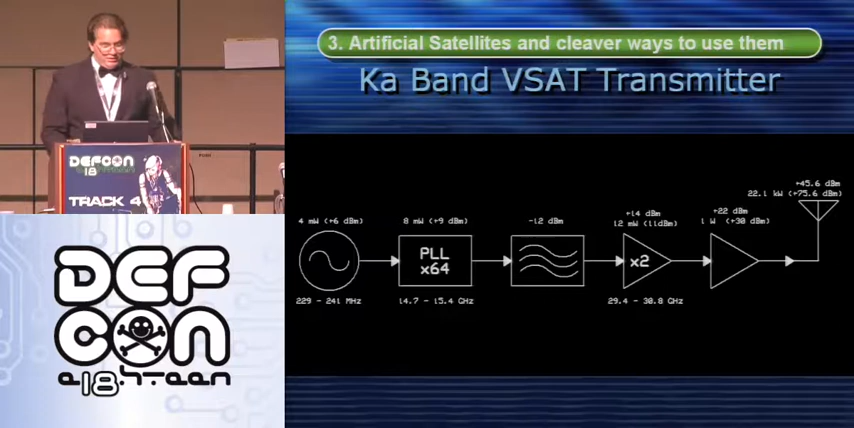 3. Artificial Satellites and cleaver ways to use them
Ka Band VSAT Transmitter
DEFCON
18
TRACK 4
+45.6 dBm
22.1 kW (+75.6 dBm)
4 mW (+6 dBm)
8 mW (+9 dBm)
-12 dBm
+14 dBm
12 mW (11dBm)
+22 dBm
1 W (+30 dBm)
PLL
x64
x2
229 - 241 MHz
14.7 - 15.4 GHz
29.4 - 30.8 GHz
DEF
CON
e18hteen